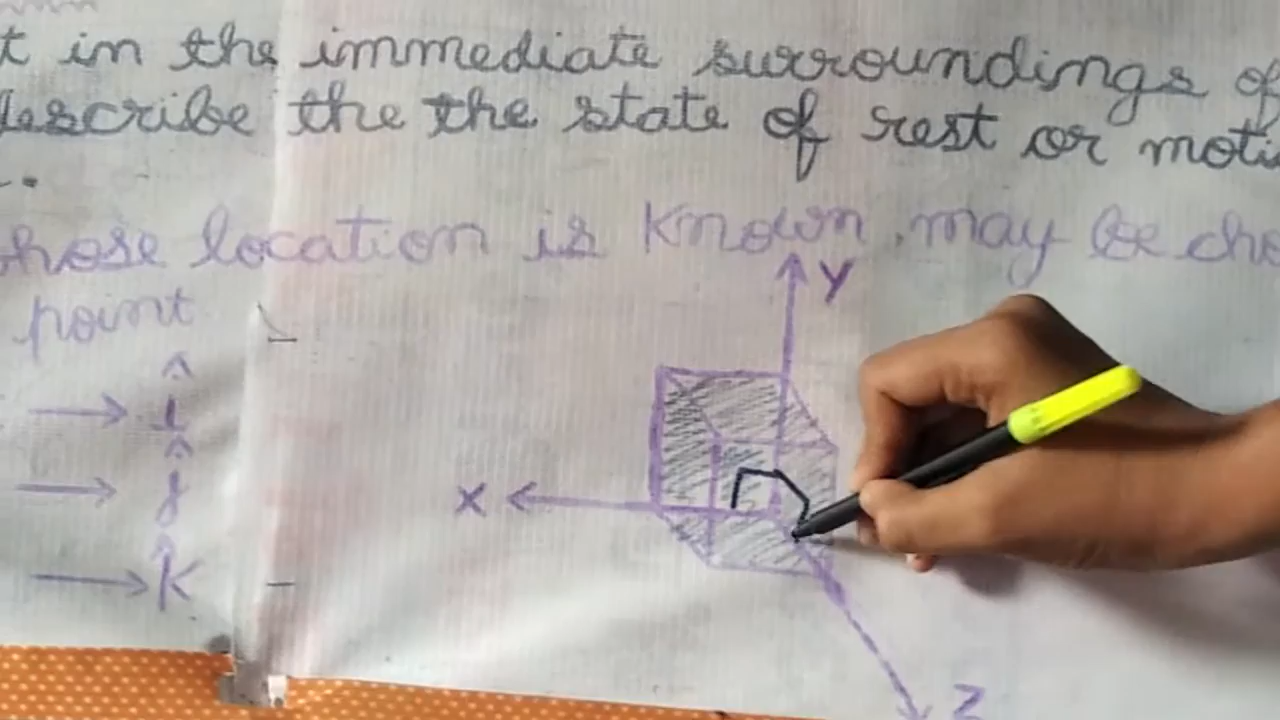 t in the immediate surroundings of
describe the the state of rest or moti
whose location is known may be cho
point
Y
→ î
X
→ ĵ
→ k̂
Z